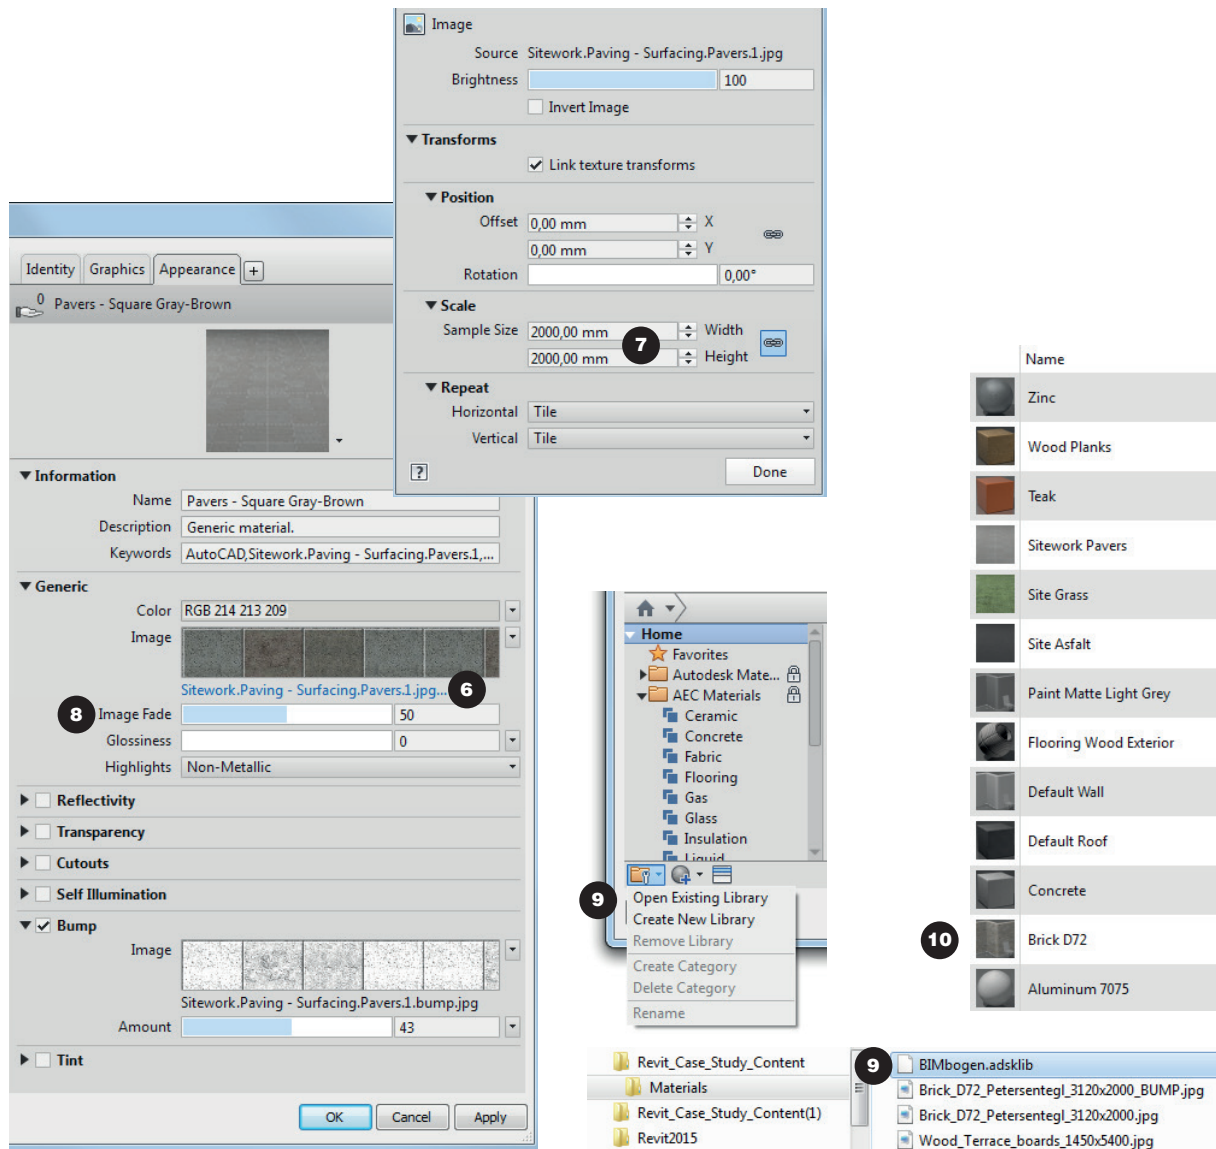 Image
Source Sitework.Paving - Surfacing.Pavers.1.jpg
Brightness 100
Invert Image
Transforms
Link texture transforms
Position
Offset 0,00 mm X
0,00 mm Y
Rotation 0,00°
Scale
Sample Size 2000,00 mm Width
7
2000,00 mm Height
Repeat
Horizontal Tile
Vertical Tile
? Done
Identity Graphics Appearance +
0 Pavers - Square Gray-Brown
Information
Name Pavers - Square Gray-Brown
Description Generic material.
Keywords AutoCAD,Sitework.Paving - Surfacing.Pavers.1,...
Generic
Color RGB 214 213 209
Image
Sitework.Paving - Surfacing.Pavers.1.jpg... 6
8 Image Fade 50
Glossiness 0
Highlights Non-Metallic
Reflectivity
Transparency
Cutouts
Self Illumination
Bump
Image
Sitework.Paving - Surfacing.Pavers.1.bump.jpg
Amount 43
Tint
OK Cancel Apply
Home
Favorites
Autodesk Mate...
AEC Materials
Ceramic
Concrete
Fabric
Flooring
Gas
Glass
Insulation
Liquid
9 Open Existing Library
Create New Library
Remove Library
Create Category
Delete Category
Rename
Name
Zinc
Wood Planks
Teak
Sitework Pavers
Site Grass
Site Asfalt
Paint Matte Light Grey
Flooring Wood Exterior
Default Wall
Default Roof
Concrete
10 Brick D72
Aluminum 7075
Revit_Case_Study_Content
Materials
Revit_Case_Study_Content(1)
Revit2015
9 BIMbogen.adsklib
Brick_D72_Petersentegl_3120x2000_BUMP.jpg
Brick_D72_Petersentegl_3120x2000.jpg
Wood_Terrace_boards_1450x5400.jpg